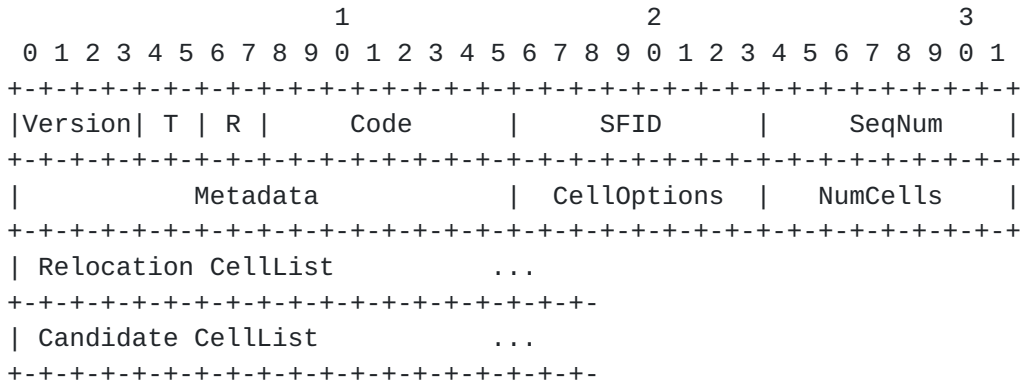 1                   2                   3
 0 1 2 3 4 5 6 7 8 9 0 1 2 3 4 5 6 7 8 9 0 1 2 3 4 5 6 7 8 9 0 1
+-+-+-+-+-+-+-+-+-+-+-+-+-+-+-+-+-+-+-+-+-+-+-+-+-+-+-+-+-+-+-+-+
|Version| T | R |     Code      |     SFID      |     SeqNum    |
+-+-+-+-+-+-+-+-+-+-+-+-+-+-+-+-+-+-+-+-+-+-+-+-+-+-+-+-+-+-+-+-+
|           Metadata            |  CellOptions  |   NumCells    |
+-+-+-+-+-+-+-+-+-+-+-+-+-+-+-+-+-+-+-+-+-+-+-+-+-+-+-+-+-+-+-+-+
| Relocation CellList          ...
+-+-+-+-+-+-+-+-+-+-+-+-+-+-+-+-+-+-+-
| Candidate CellList           ...
+-+-+-+-+-+-+-+-+-+-+-+-+-+-+-+-+-+-+-